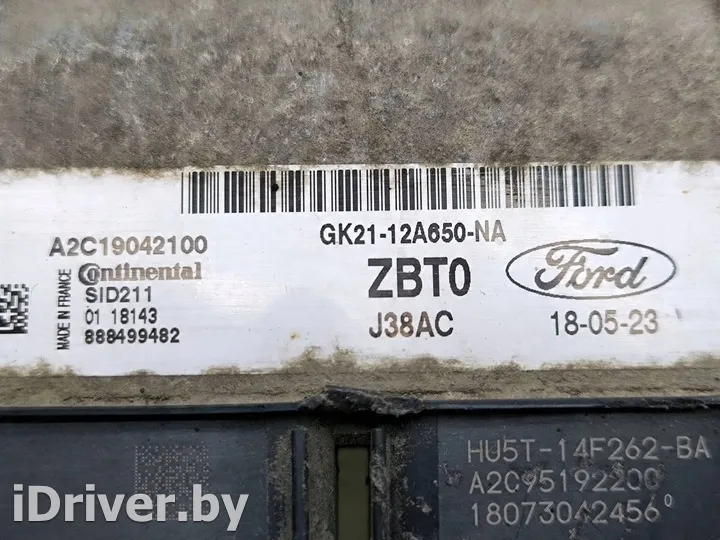 GK21-12A650-NA
A2C19042100
Continental
ZBT0
Ford
SID211
MADE IN FRANCE
01 18143
J38AC
18-05-23
888499482
HU5T-14F262-BA
A2C95192200
18073042456
iDriver.by